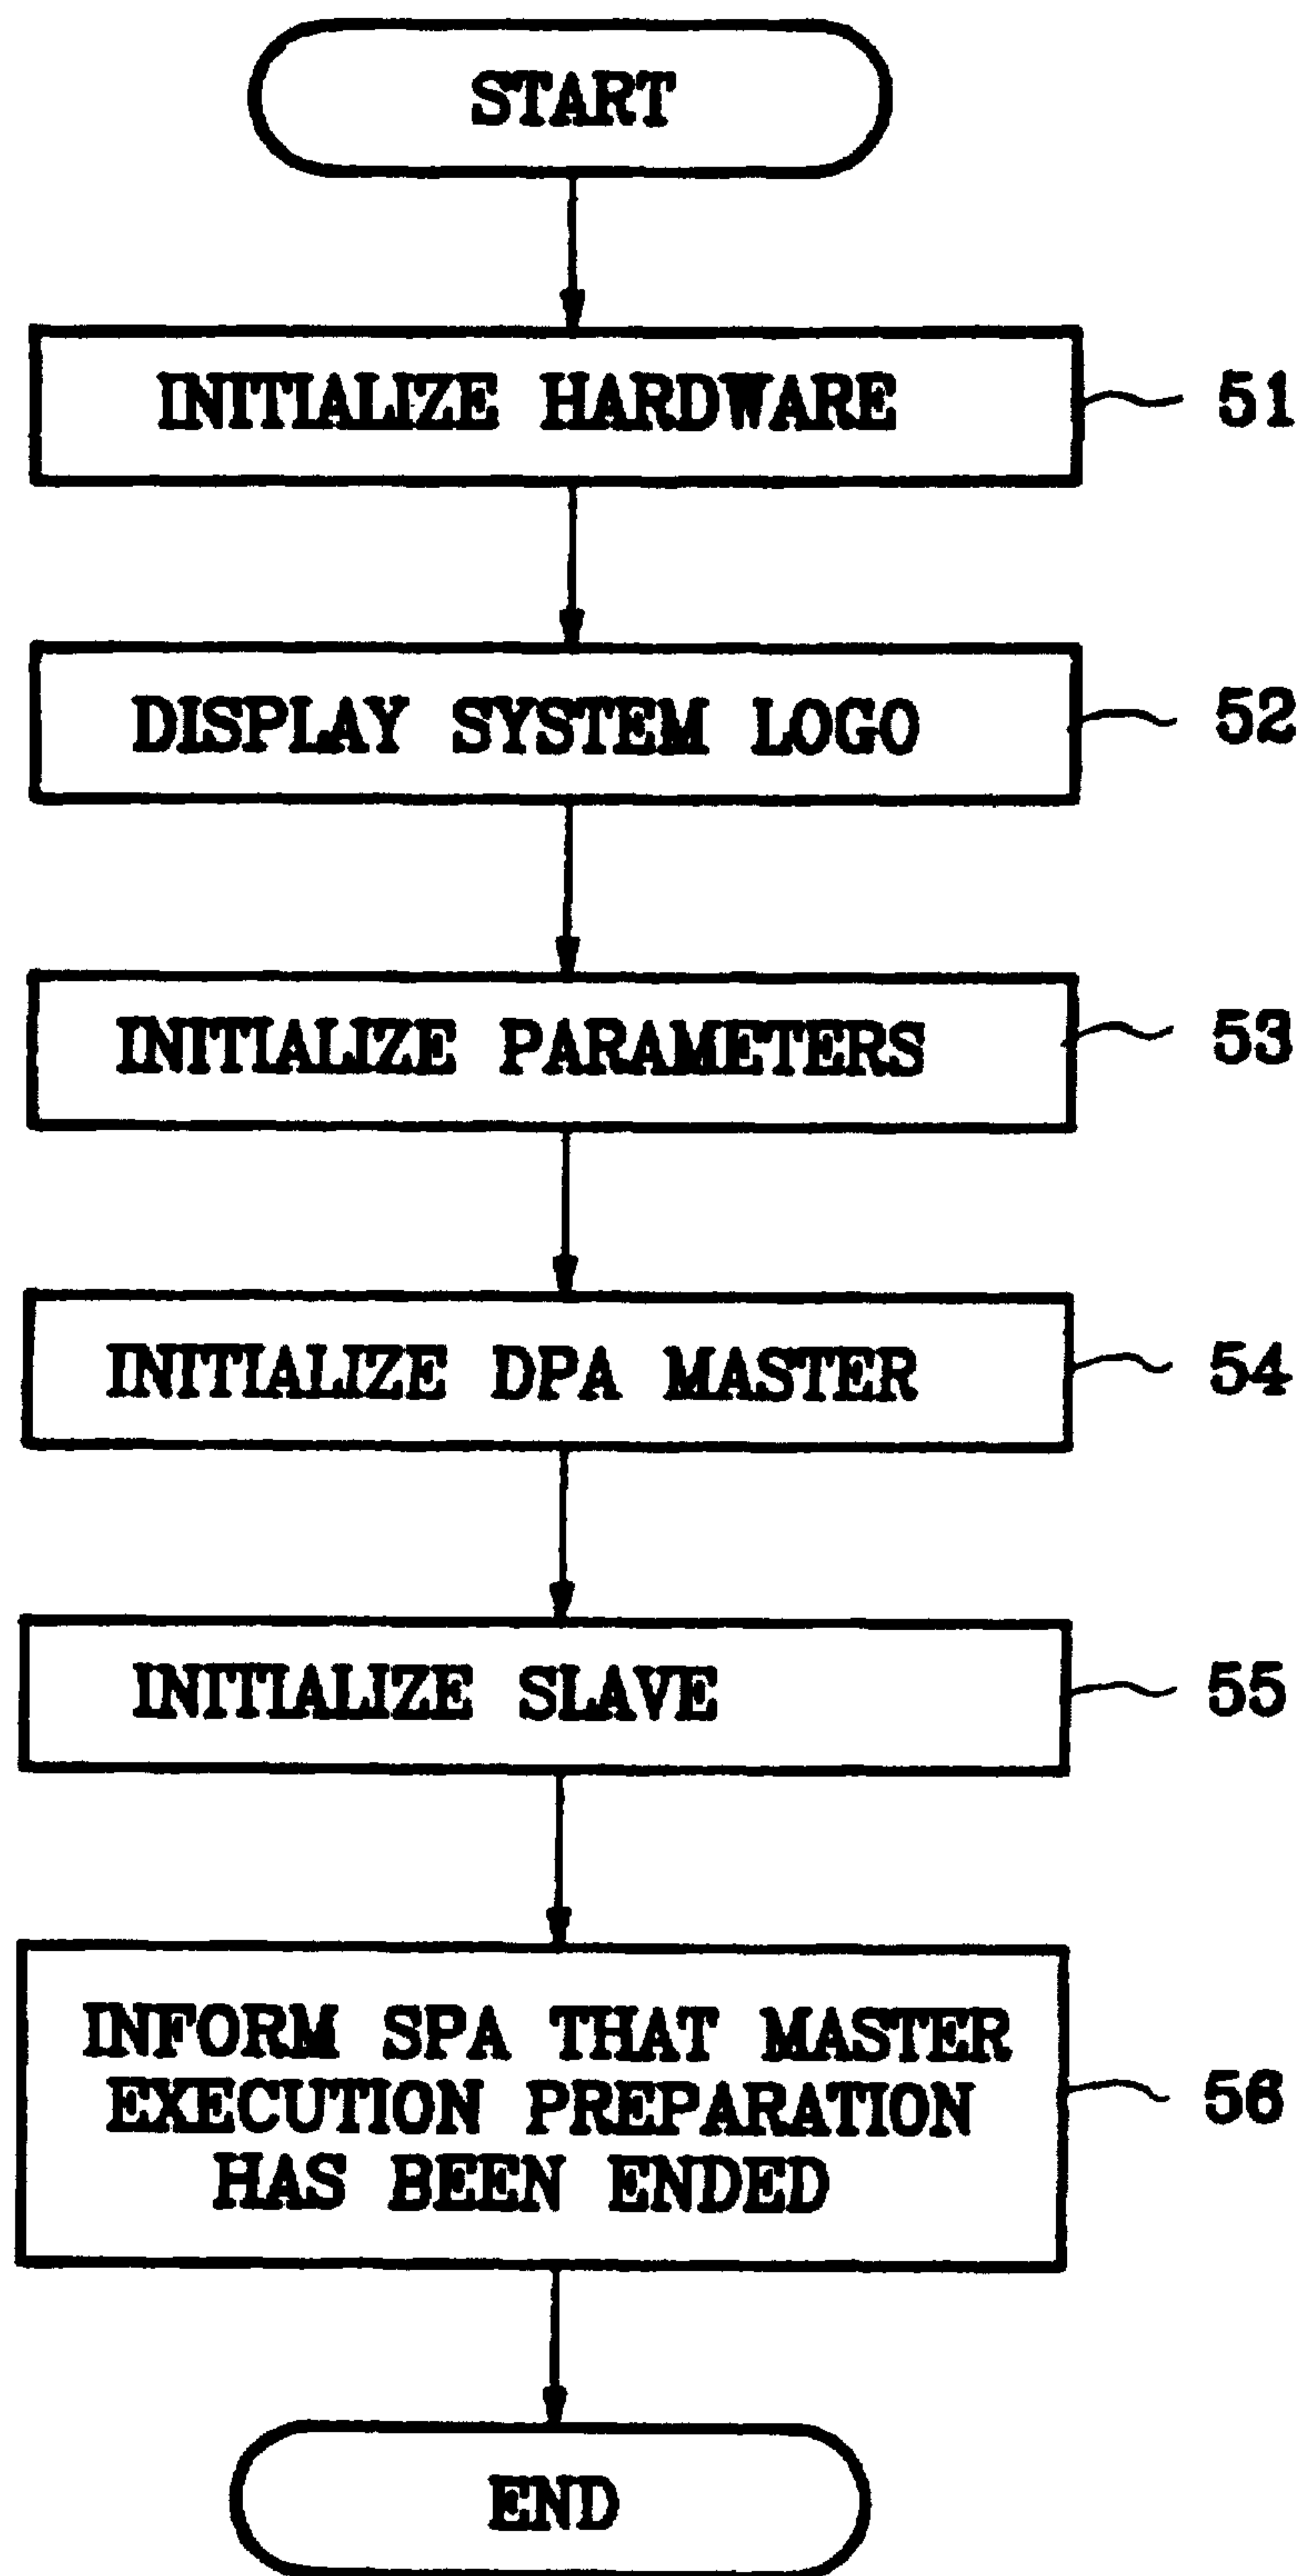 START
INITIALIZE HARDWARE 51
DISPLAY SYSTEM LOGO 52
INITIALIZE PARAMETERS 53
INITIALIZE DPA MASTER 54
INITIALIZE SLAVE 55
INFORM SPA THAT MASTER
EXECUTION PREPARATION 56
HAS BEEN ENDED
END